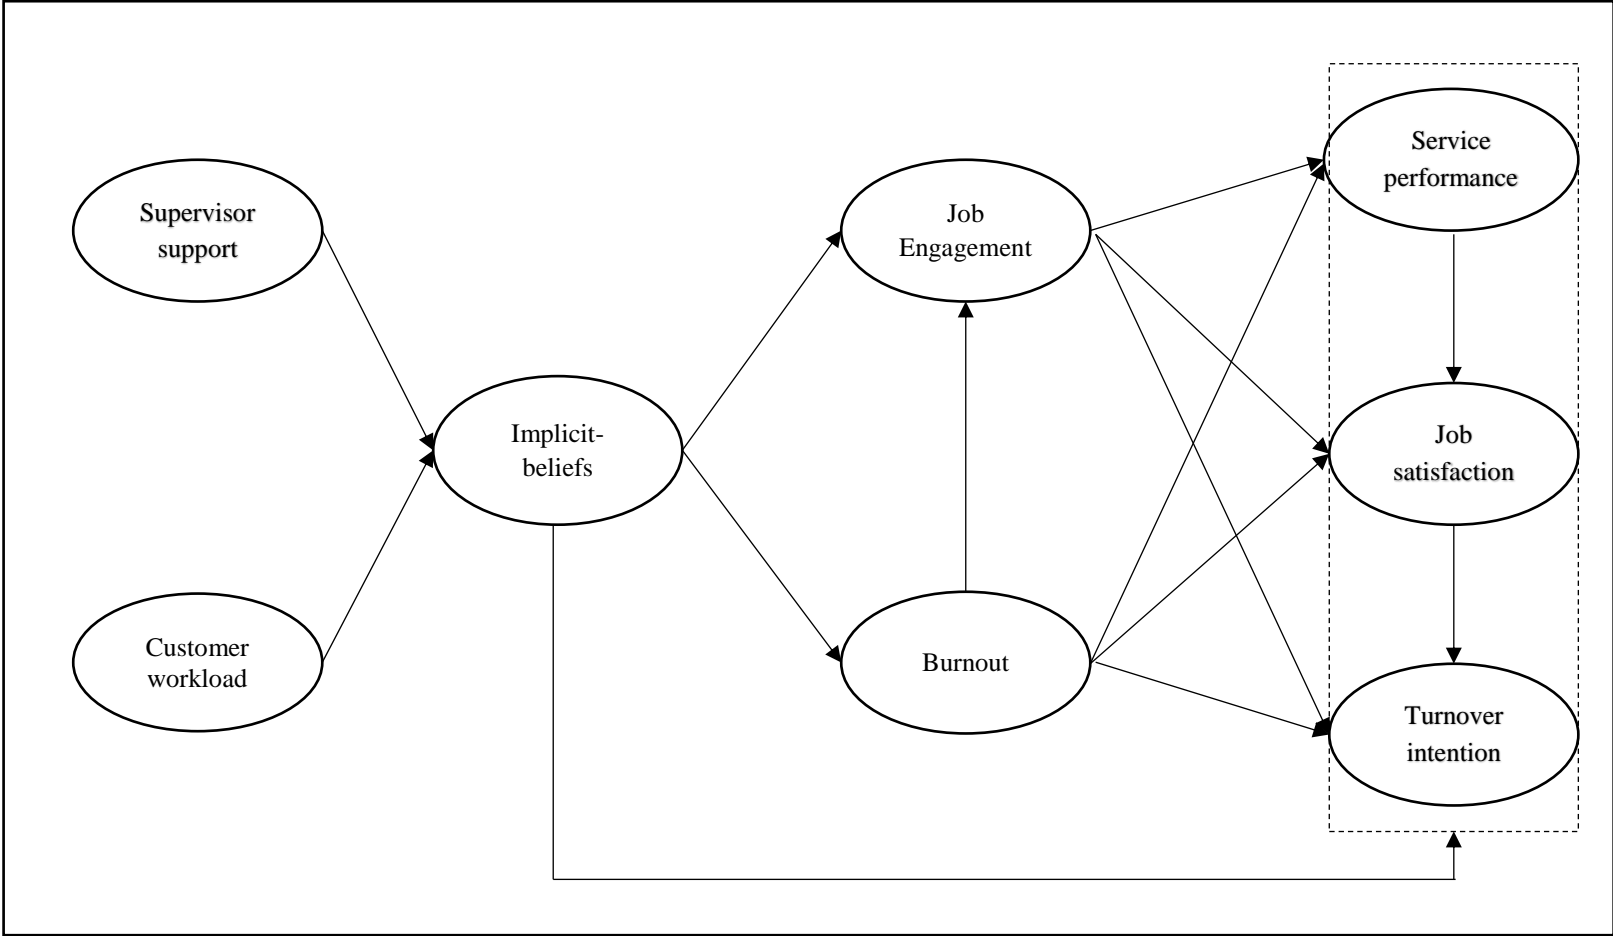 Supervisor
support
Customer
workload
Implicit-
beliefs
Job
Engagement
Burnout
Service
performance
Job
satisfaction
Turnover
intention